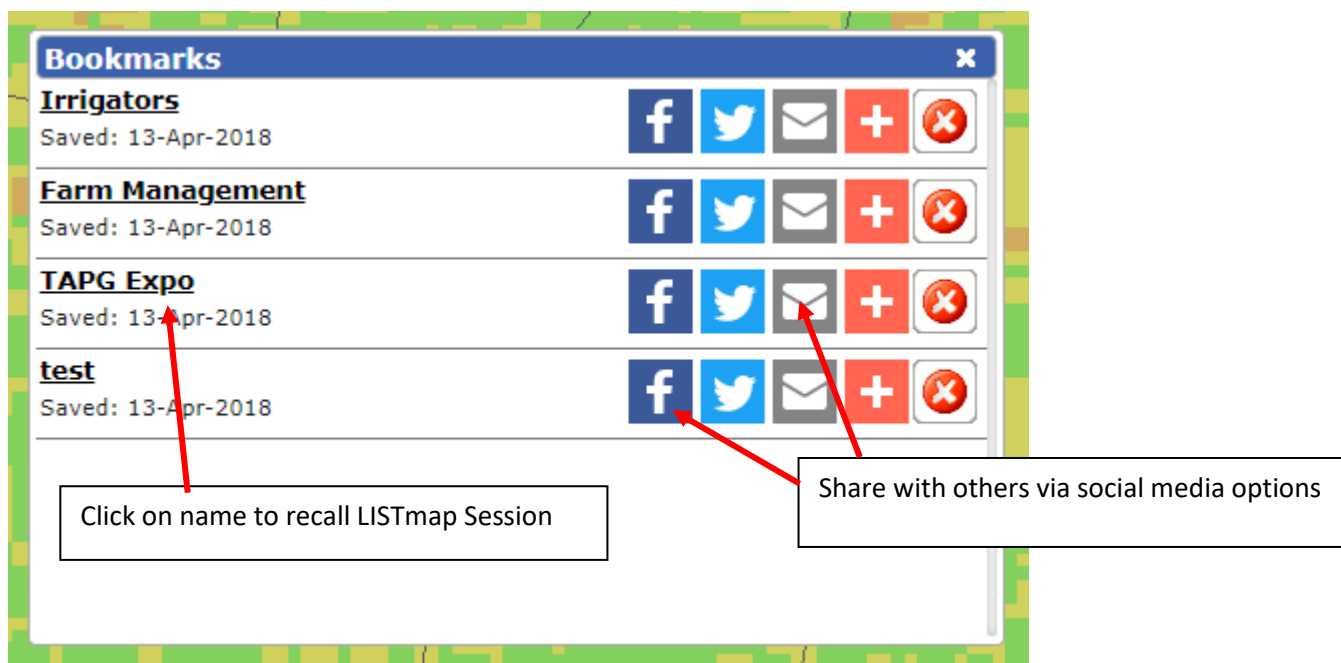 Bookmarks
Irrigators
Saved: 13-Apr-2018
Farm Management
Saved: 13-Apr-2018
TAPG Expo
Saved: 13-Apr-2018
test
Saved: 13-Apr-2018
Click on name to recall LISTmap Session
Share with others via social media options